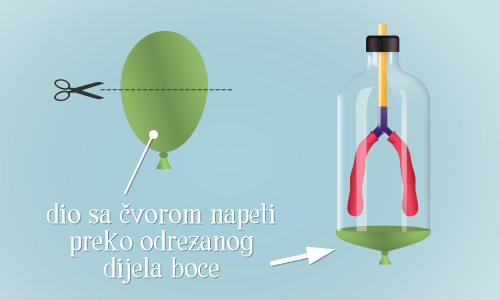 dio sa čvorom napeti
preko odrezanog
dijela boce